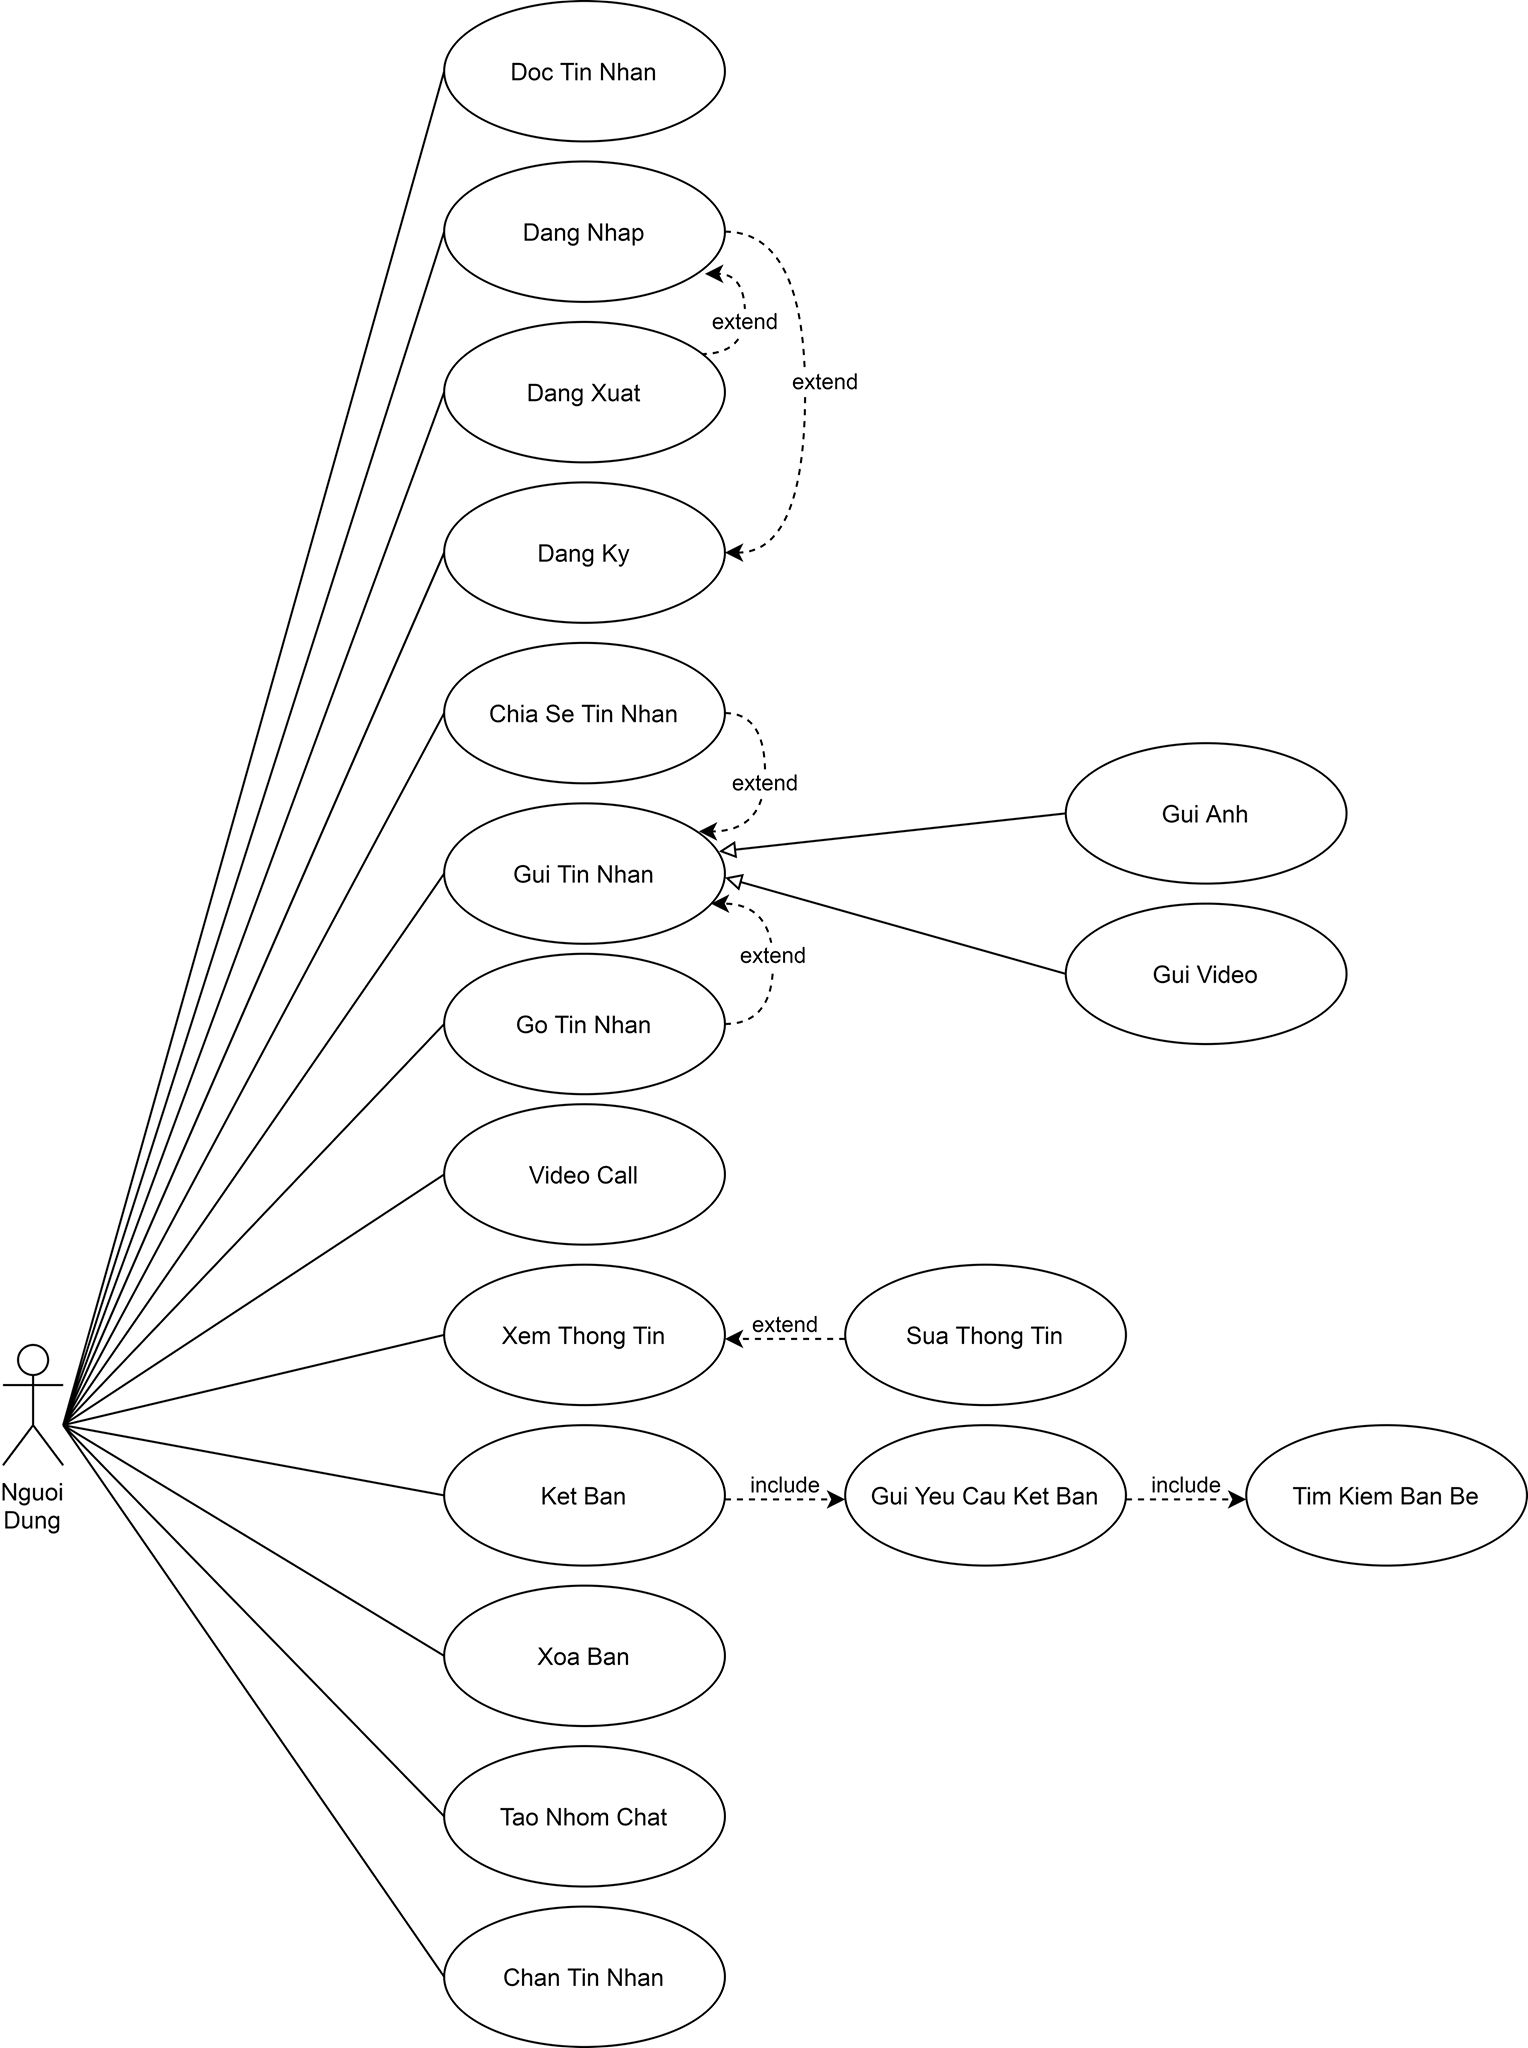 Doc Tin Nhan
Dang Nhap
extend
Dang Xuat
extend
Dang Ky
Chia Se Tin Nhan
extend
Gui Anh
Gui Tin Nhan
extend
Gui Video
Go Tin Nhan
Video Call
Xem Thong Tin
extend
Sua Thong Tin
Nguoi
Dung
Ket Ban
include
Gui Yeu Cau Ket Ban
include
Tim Kiem Ban Be
Xoa Ban
Tao Nhom Chat
Chan Tin Nhan